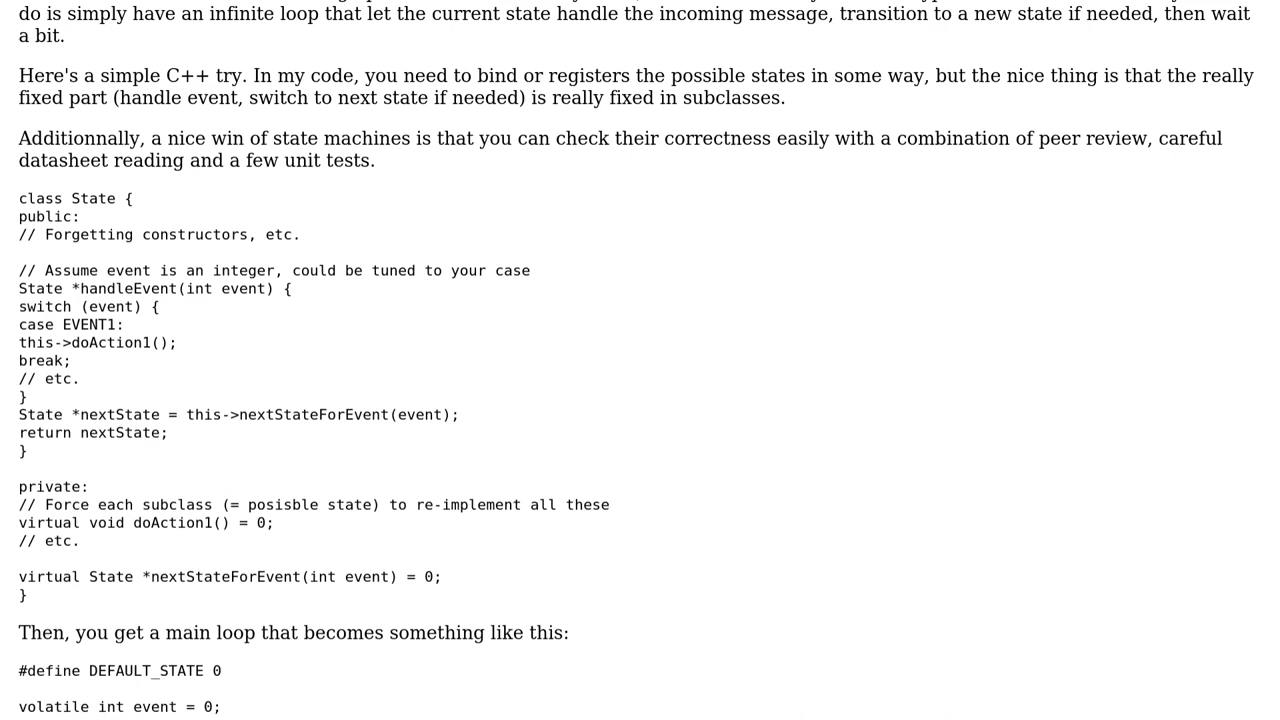 do is simply have an infinite loop that let the current state handle the incoming message, transition to a new state if needed, then wait
a bit.
Here's a simple C++ try. In my code, you need to bind or registers the possible states in some way, but the nice thing is that the really
fixed part (handle event, switch to next state if needed) is really fixed in subclasses.
Additionnally, a nice win of state machines is that you can check their correctness easily with a combination of peer review, careful
datasheet reading and a few unit tests.
class State {
public:
// Forgetting constructors, etc.
// Assume event is an integer, could be tuned to your case
State *handleEvent(int event) {
switch (event) {
case EVENT1:
this->doAction1();
break;
// etc.
}
State *nextState = this->nextStateForEvent(event);
return nextState;
}
private:
// Force each subclass (= posisble state) to re-implement all these
virtual void doAction1() = 0;
// etc.
virtual State *nextStateForEvent(int event) = 0;
}
Then, you get a main loop that becomes something like this:
#define DEFAULT_STATE 0
volatile int event = 0;